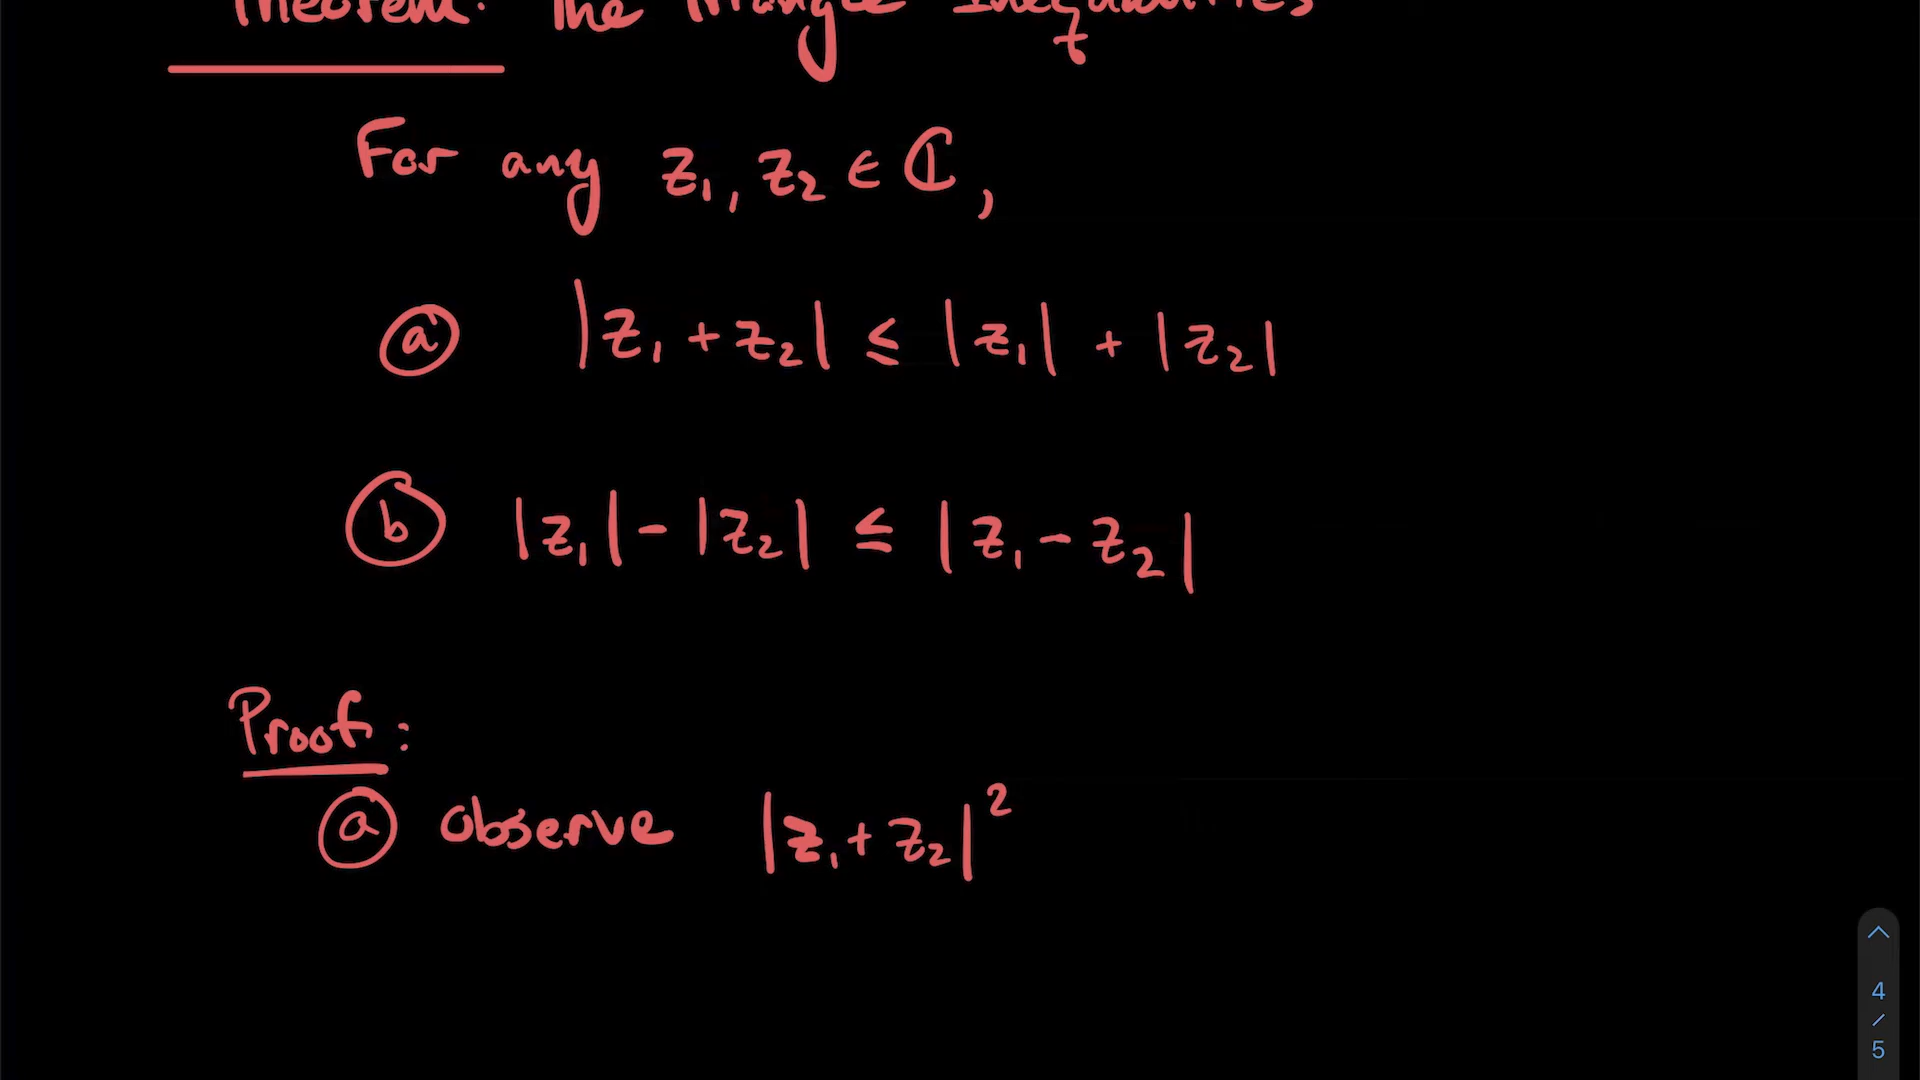 Theorem: The Triangle Inequalities
For any z₁, z₂ ∈ ℂ,
ⓐ |z₁ + z₂| ≤ |z₁| + |z₂|
ⓑ |z₁| - |z₂| ≤ |z₁ - z₂|
Proof:
ⓐ observe |z₁ + z₂|²
4
/
5